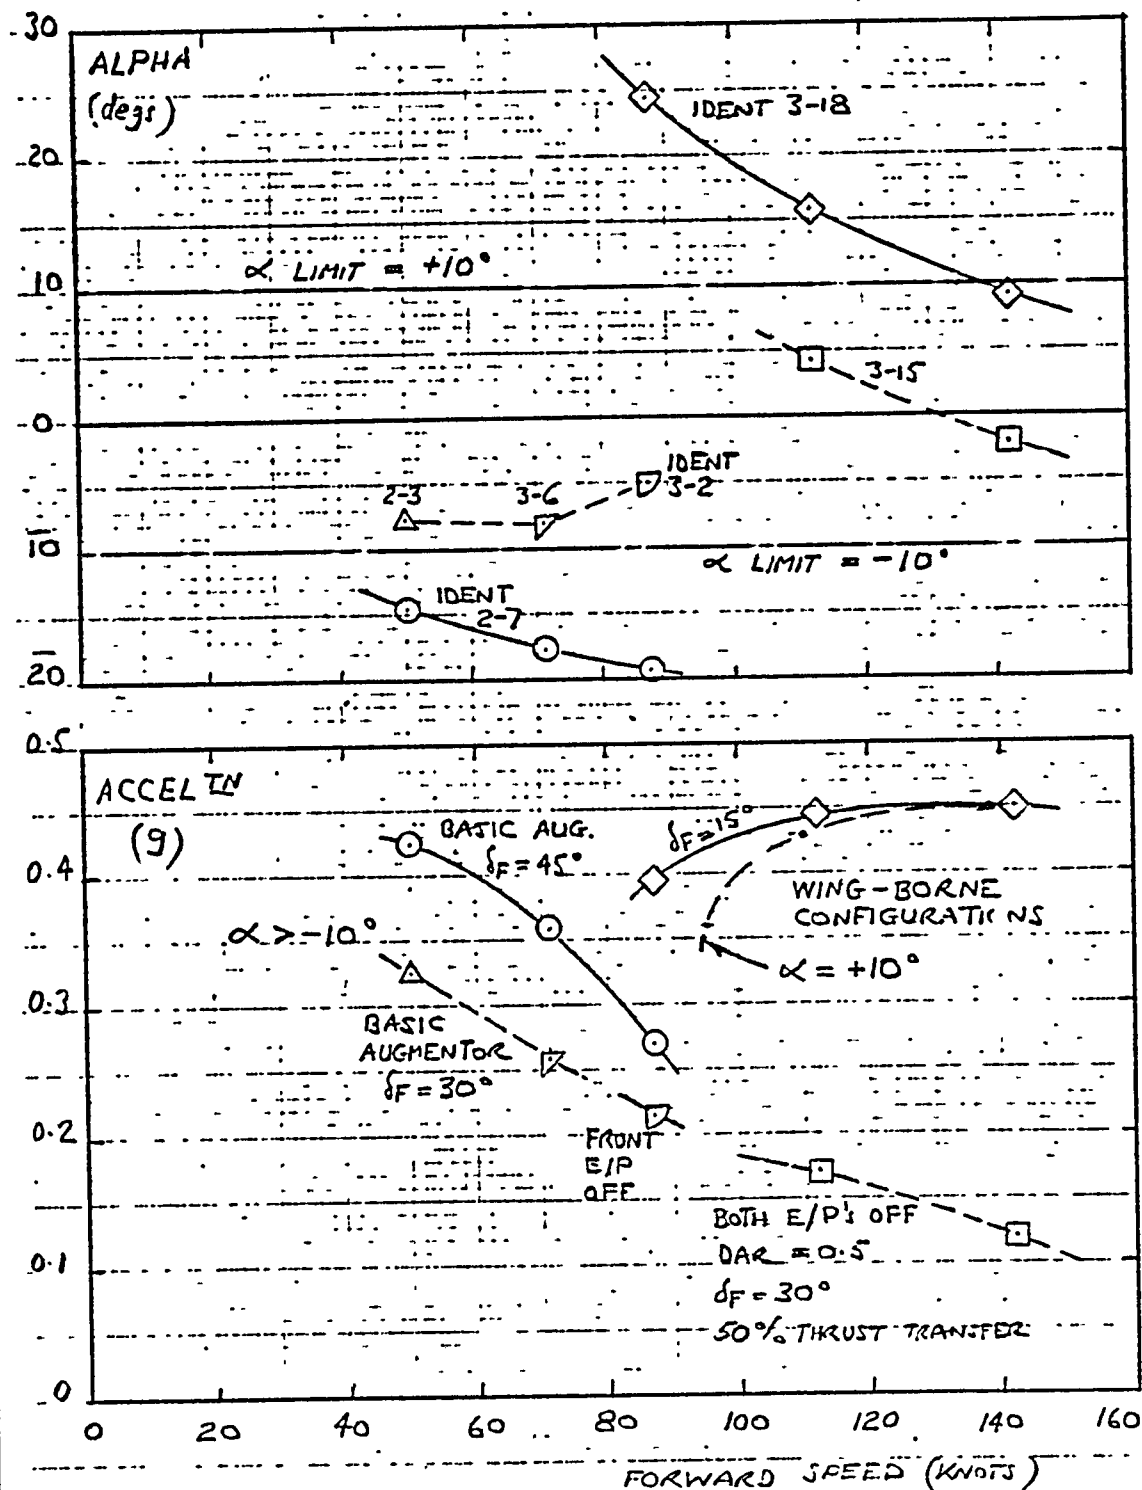 30
ALPHA
(degs)
IDENT 3-18
20
∝ LIMIT = +10°
10
3-15
0
IDENT
3-2
2-3
3-6
10
∝ LIMIT = -10°
IDENT
2-7
20
0.5
ACCEL TN
(g)
BASIC AUG.
δF = 45°
δF = 15°
0.4
WING-BORNE
CONFIGURATIONS
∝ > -10°
∝ = +10°
0.3
BASIC
AUGMENTOR
δF = 30°
0.2
FRONT
E/P
OFF
BOTH E/P's OFF
DAR = 0.5
δF = 30°
50% THRUST TRANSFER
0.1
0
0 20 40 60 80 100 120 140 160
FORWARD SPEED (KNOTS)